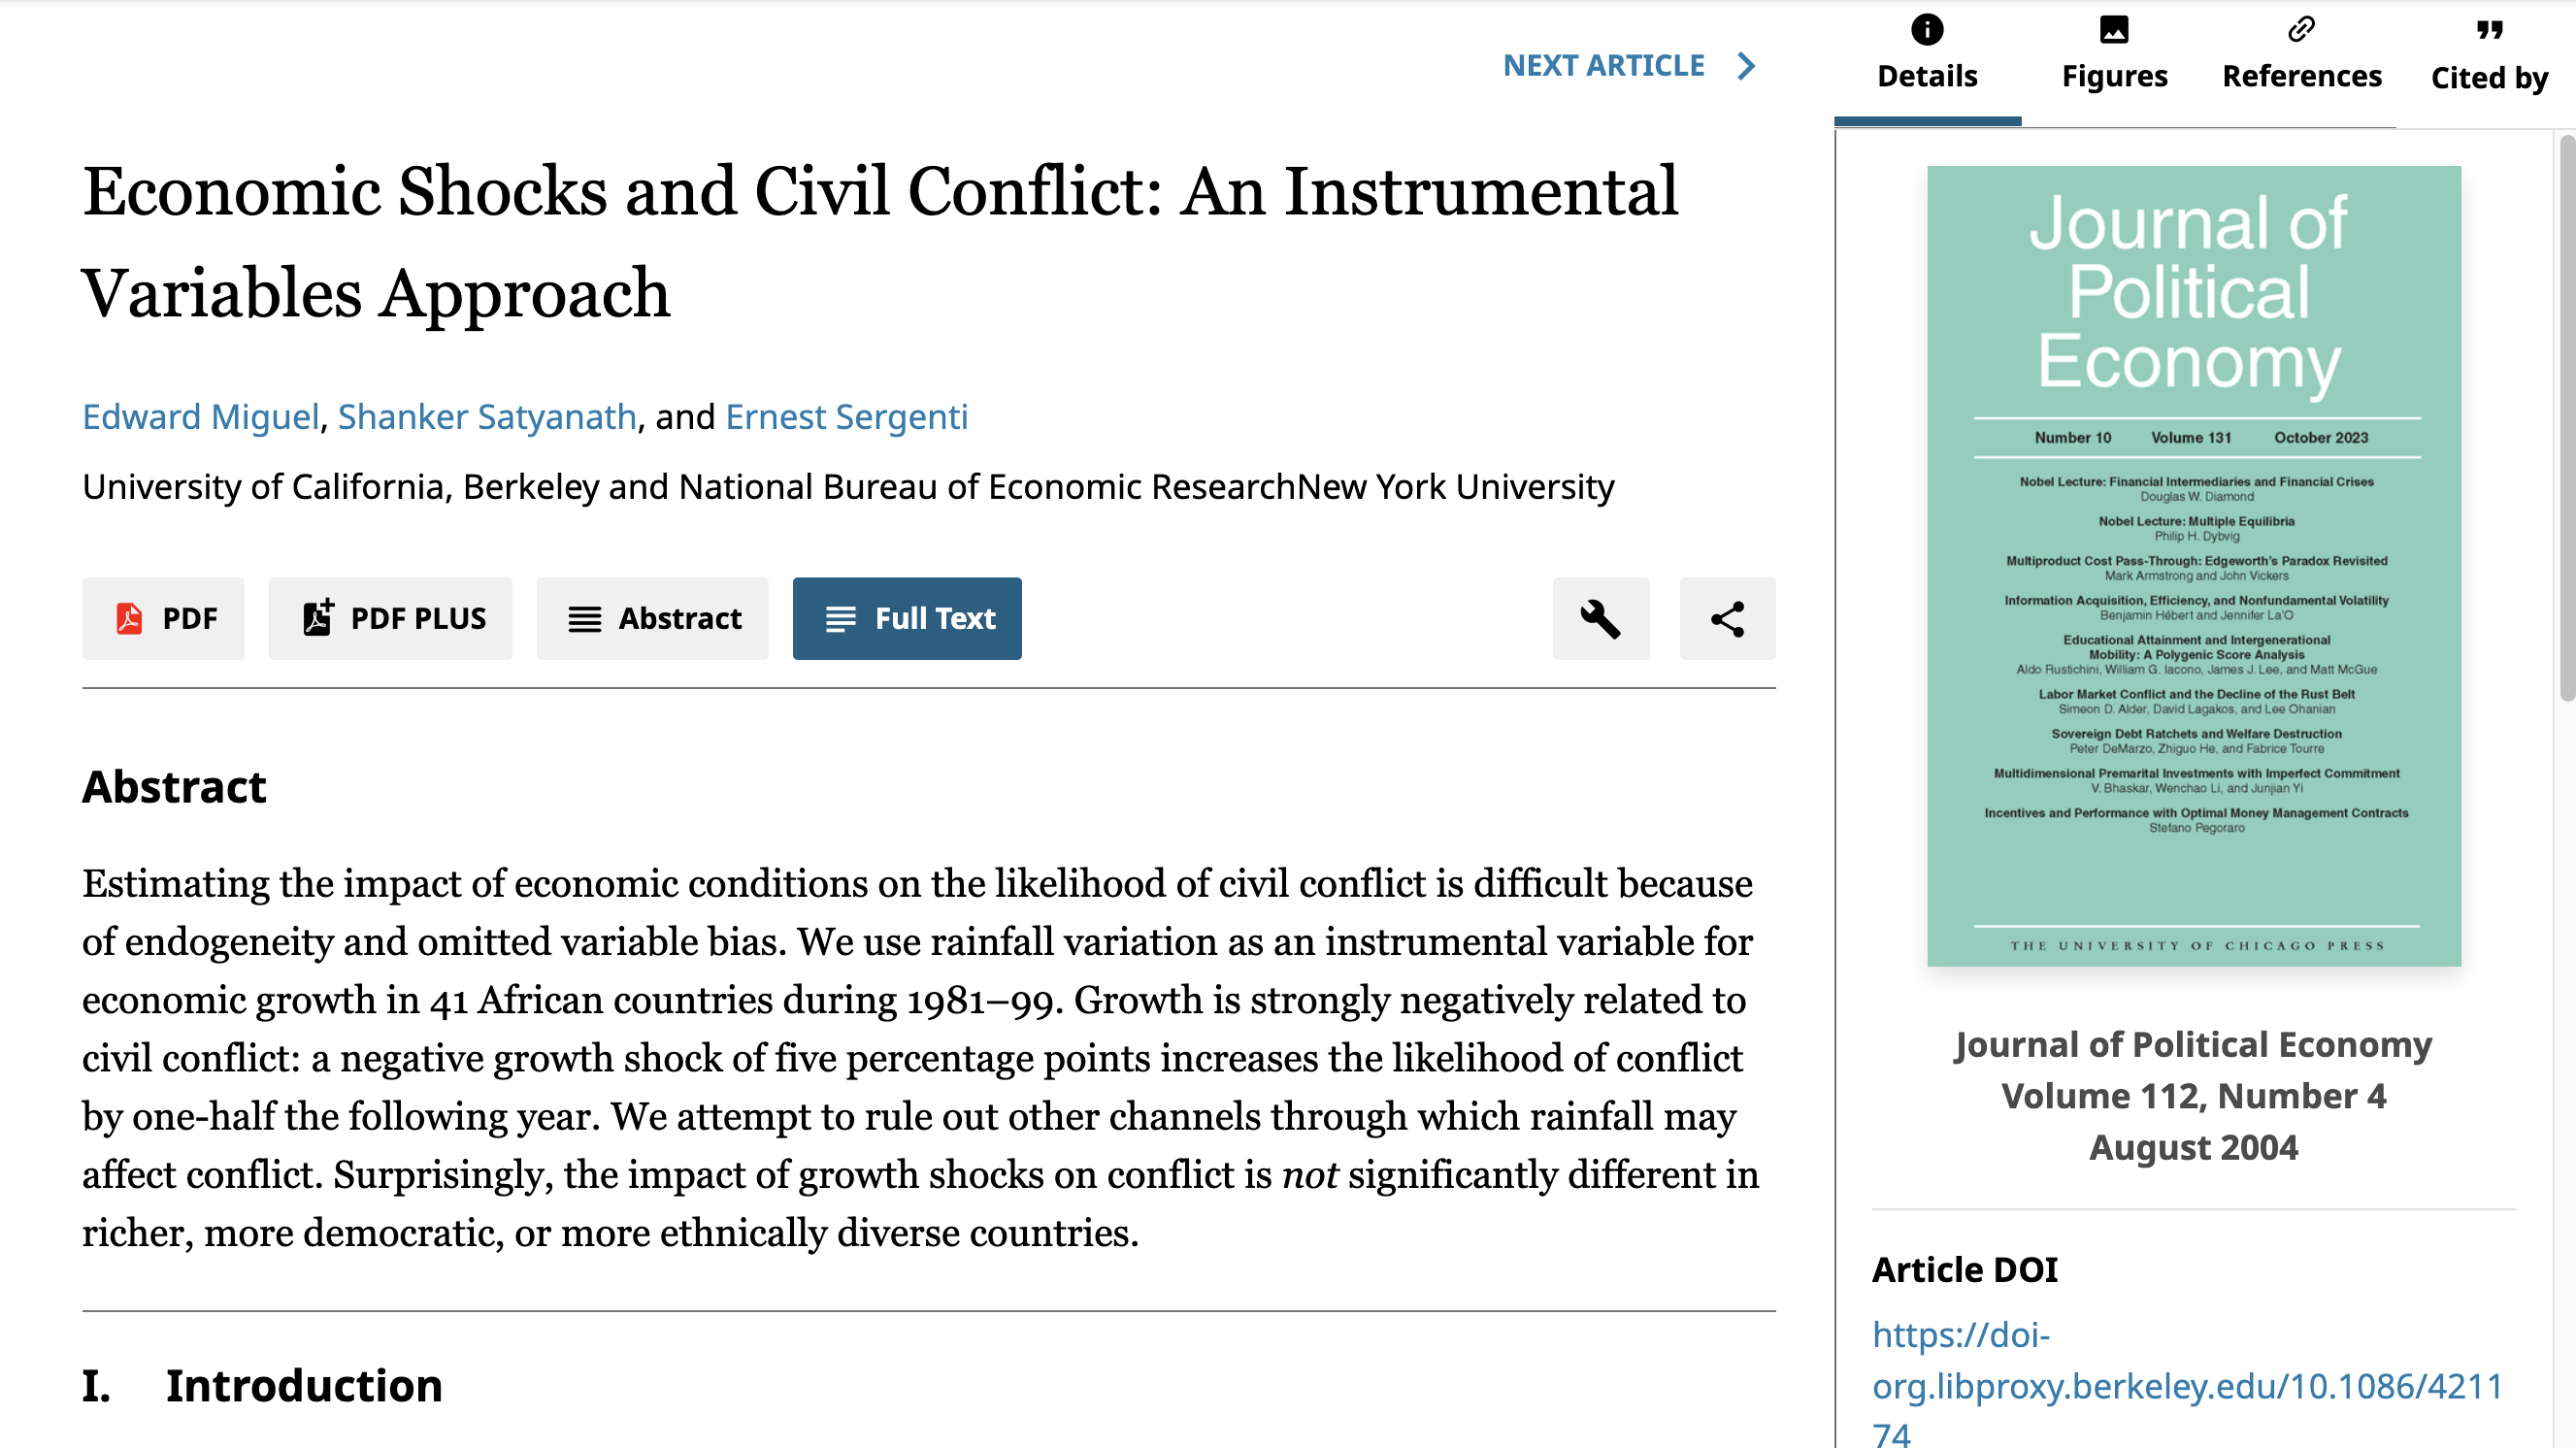 NEXT ARTICLE
Economic Shocks and Civil Conflict: An Instrumental
Variables Approach
Edward Miguel, Shanker Satyanath, and Ernest Sergenti
University of California, Berkeley and National Bureau of Economic ResearchNew York University
PDF
PDF PLUS
Abstract
Full Text
Abstract
Estimating the impact of economic conditions on the likelihood of civil conflict is difficult because
of endogeneity and omitted variable bias. We use rainfall variation as an instrumental variable for
economic growth in 41 African countries during 1981–99. Growth is strongly negatively related to
civil conflict: a negative growth shock of five percentage points increases the likelihood of conflict
by one-half the following year. We attempt to rule out other channels through which rainfall may
affect conflict. Surprisingly, the impact of growth shocks on conflict is not significantly different in
richer, more democratic, or more ethnically diverse countries.
I. Introduction
Details
Figures
References
Cited by
Journal of
Political
Economy
Number 10 Volume 131 October 2023
Nobel Lecture: Financial Intermediaries and Financial Crises
Douglas W. Diamond
Nobel Lecture: Multiple Equilibria
Philip H. Dybvig
Multiproduct Cost Pass-Through: Edgeworth's Paradox Revisited
Mark Armstrong and John Vickers
Information Acquisition, Efficiency, and Nonfundamental Volatility
Benjamin Hébert and Jennifer La'O
Educational Attainment and Intergenerational
Mobility: A Polygenic Score Analysis
Aldo Rustichini, William G. Iacono, James J. Lee, and Matt McGue
Labor Market Conflict and the Decline of the Rust Belt
Simeon D. Alder, David Lagakos, and Lee Ohanian
Sovereign Debt Ratchets and Welfare Destruction
Peter DeMarzo, Zhiguo He, and Fabrice Tourre
Multidimensional Premarital Investments with Imperfect Commitment
V. Bhaskar, Wenchao Li, and Junjian Yi
Incentives and Performance with Optimal Money Management Contracts
Stefano Pegoraro
THE UNIVERSITY OF CHICAGO PRESS
Journal of Political Economy
Volume 112, Number 4
August 2004
Article DOI
https://doi-
org.libproxy.berkeley.edu/10.1086/4211
74